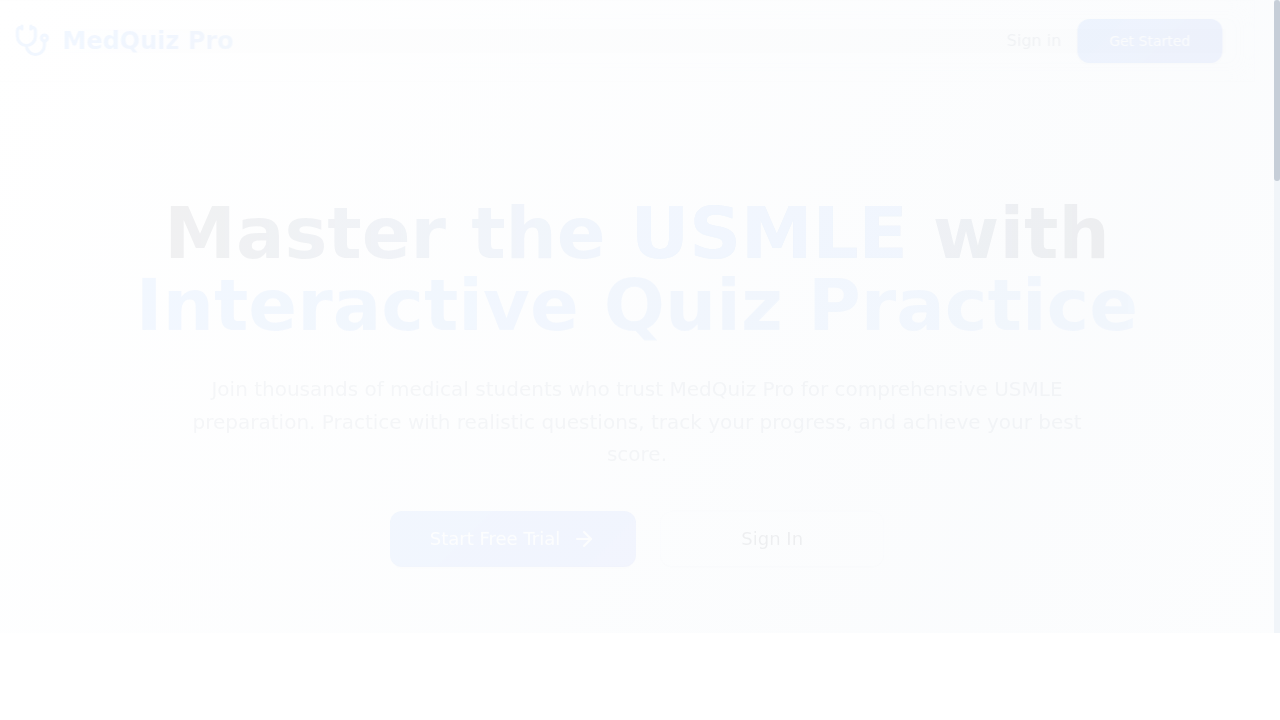 MedQuiz Pro
Sign in
Get Started
Master the USMLE with
Interactive Quiz Practice
Join thousands of medical students who trust MedQuiz Pro for comprehensive USMLE
preparation. Practice with realistic questions, track your progress, and achieve your best
score.
Start Free Trial
Sign In